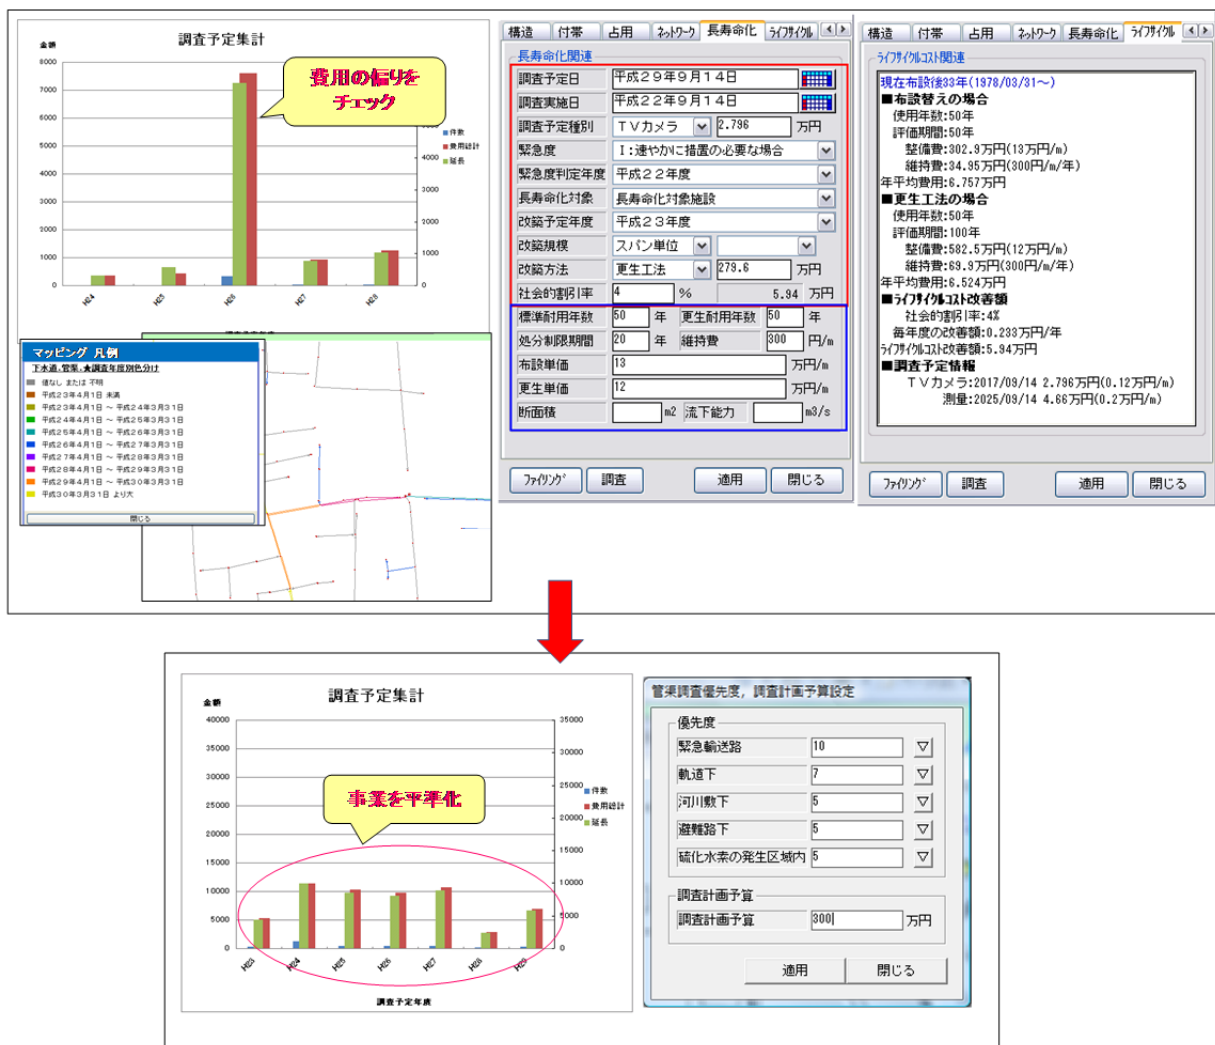 調査予定集計
金額
8000
7000
6000
5000
4000
3000
2000
1000
0
4000
3000
2000
1000
0
H24
H25
H26
H27
H28
件数
費用総計
延長
費用の偏りを
チェック
マッピング 凡例
下水道.管渠.★調査年度別色分け
値なし または 不明
平成23年4月1日 未満
平成23年4月1日 ～ 平成24年3月31日
平成24年4月1日 ～ 平成25年3月31日
平成25年4月1日 ～ 平成26年3月31日
平成26年4月1日 ～ 平成27年3月31日
平成27年4月1日 ～ 平成28年3月31日
平成28年4月1日 ～ 平成29年3月31日
平成29年4月1日 ～ 平成30年3月31日
平成30年3月31日 より大
閉じる
構造 付帯 占用 ネットワーク 長寿命化 ライフサイクル
長寿命化関連
調査予定日 平成29年9月14日
調査実施日 平成22年9月14日
調査予定種別 TVカメラ 2.796 万円
緊急度 I:速やかに措置の必要な場合
緊急度判定年度 平成22年度
長寿命化対象 長寿命化対象施設
改築予定年度 平成23年度
改築規模 スパン単位
改築方法 更生工法 279.6 万円
社会的割引率 4 % 5.94 万円
標準耐用年数 50 年 更生耐用年数 50 年
処分制限期間 20 年 維持費 300 円/m
布設単価 13 万円/m
更生単価 12 万円/m
断面積 m2 流下能力 m3/s
ファイリング 調査 適用 閉じる
構造 付帯 占用 ネットワーク 長寿命化 ライフサイクル
ライフサイクルコスト関連
現在布設後33年(1978/03/31～)
■布設替えの場合
使用年数:50年
評価期間:50年
整備費:302.9万円(13万円/m)
維持費:34.95万円(300円/m/年)
年平均費用:6.757万円
■更生工法の場合
使用年数:50年
評価期間:100年
整備費:582.5万円(12万円/m)
維持費:69.9万円(300円/m/年)
年平均費用:6.524万円
■ライフサイクルコスト改善額
社会的割引率:4%
毎年度の改善額:0.233万円/年
ライフサイクルコスト改善額:5.94万円
■調査予定情報
TVカメラ:2017/09/14 2.796万円(0.12万円/m)
測量:2025/09/14 4.66万円(0.2万円/m)
ファイリング 調査 適用 閉じる
調査予定集計
金額
40000
35000
30000
25000
20000
15000
10000
5000
0
35000
30000
25000
20000
15000
10000
5000
0
H23
H24
H25
H26
H27
H28
H29
調査予定年度
件数
費用総計
延長
事業を平準化
管渠調査優先度，調査計画予算設定
優先度
緊急輸送路 10
軌道下 7
河川敷下 5
避難路下 5
硫化水素の発生区域内 5
調査計画予算
調査計画予算 300 万円
適用 閉じる